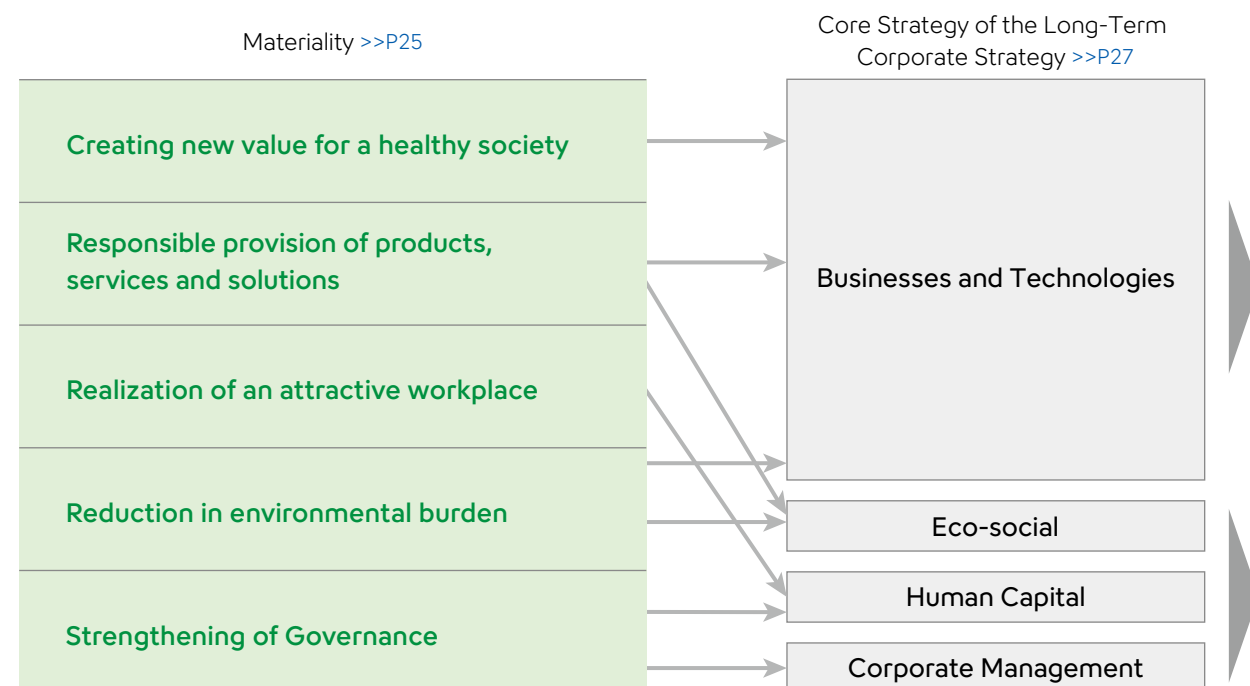 Materiality >>P25
Core Strategy of the Long-Term
Corporate Strategy >>P27
Creating new value for a healthy society
Responsible provision of products,
services and solutions
Realization of an attractive workplace
Reduction in environmental burden
Strengthening of Governance
Businesses and Technologies
Eco-social
Human Capital
Corporate Management